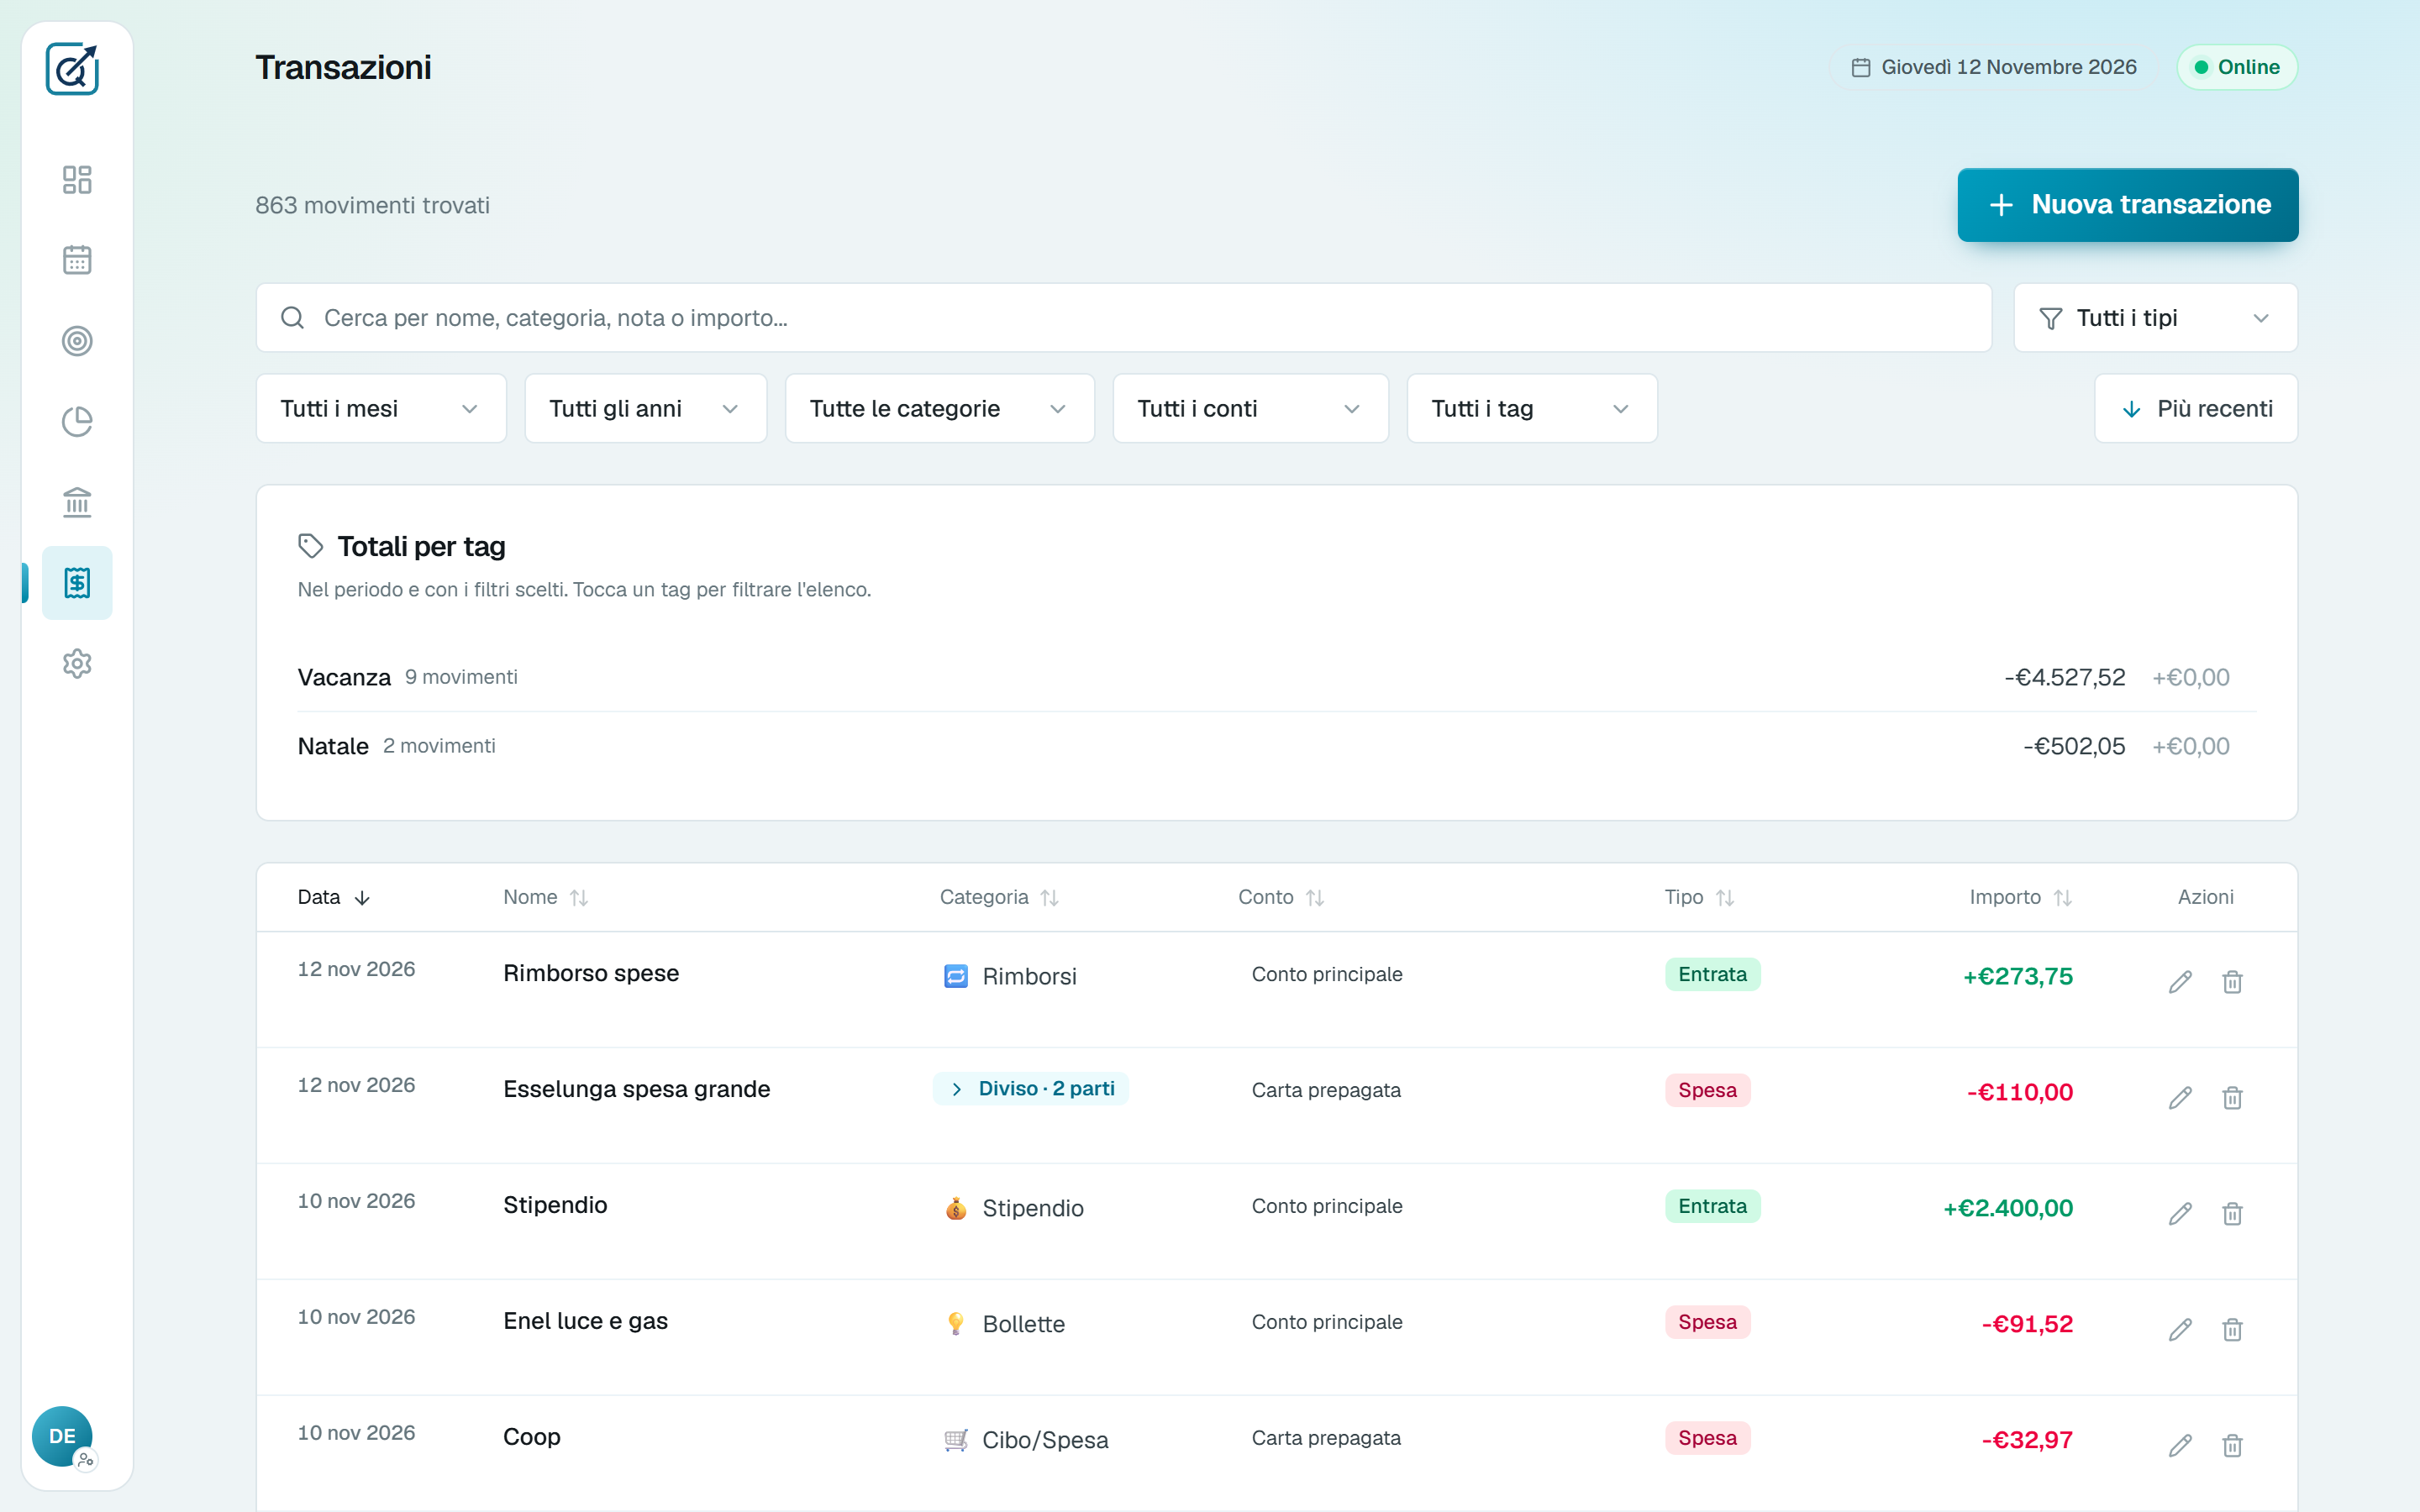 Transazioni
Giovedì 12 Novembre 2026
Online
863 movimenti trovati
Nuova transazione
Cerca per nome, categoria, nota o importo...
Tutti i tipi
Tutti i mesi
Tutti gli anni
Tutte le categorie
Tutti i conti
Tutti i tag
Più recenti
Totali per tag
Nel periodo e con i filtri scelti. Tocca un tag per filtrare l'elenco.
Vacanza 9 movimenti -€4.527,52 +€0,00
Natale 2 movimenti -€502,05 +€0,00
Data Nome Categoria Conto Tipo Importo Azioni
12 nov 2026 Rimborso spese Rimborsi Conto principale Entrata +€273,75
12 nov 2026 Esselunga spesa grande Diviso · 2 parti Carta prepagata Spesa -€110,00
10 nov 2026 Stipendio Stipendio Conto principale Entrata +€2.400,00
10 nov 2026 Enel luce e gas Bollette Conto principale Spesa -€91,52
10 nov 2026 Coop Cibo/Spesa Carta prepagata Spesa -€32,97
DE